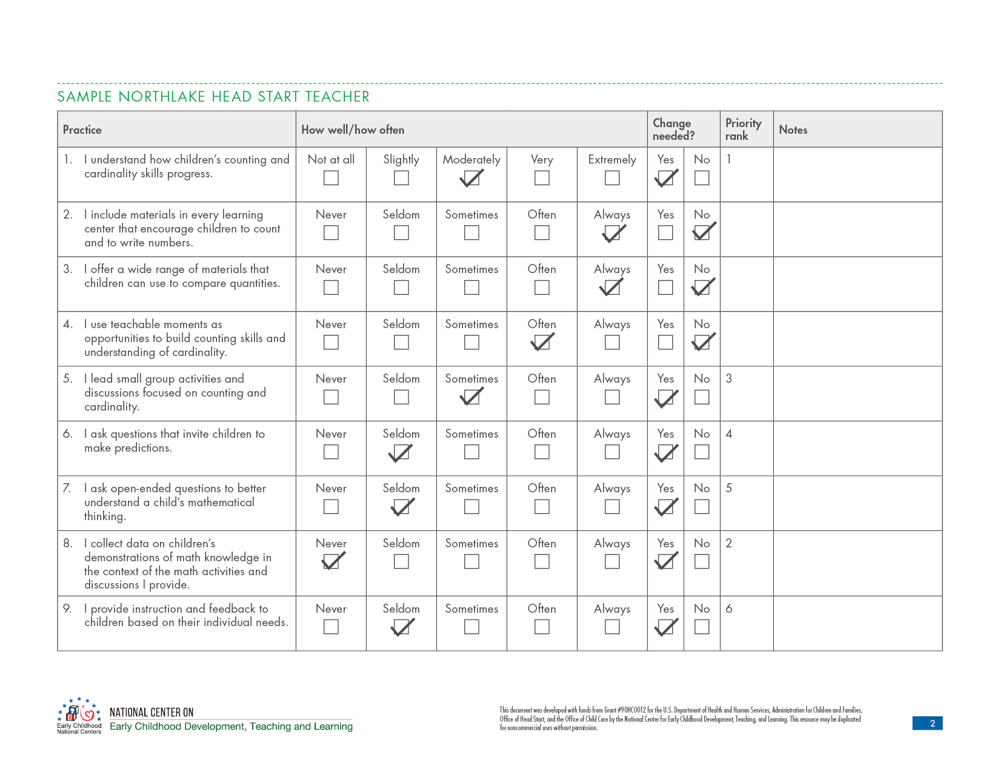 SAMPLE NORTHLAKE HEAD START TEACHER
Practice
How well/how often
Change
needed?
Priority
rank
Notes
1. I understand how children's counting and
cardinality skills progress.
Not at all Slightly Moderately Very Extremely Yes No 1
2. I include materials in every learning
center that encourage children to count
and to write numbers.
Never Seldom Sometimes Often Always Yes No
3. I offer a wide range of materials that
children can use to compare quantities.
Never Seldom Sometimes Often Always Yes No
4. I use teachable moments as
opportunities to build counting skills and
understanding of cardinality.
Never Seldom Sometimes Often Always Yes No
5. I lead small group activities and
discussions focused on counting and
cardinality.
Never Seldom Sometimes Often Always Yes No 3
6. I ask questions that invite children to
make predictions.
Never Seldom Sometimes Often Always Yes No 4
7. I ask open-ended questions to better
understand a child's mathematical
thinking.
Never Seldom Sometimes Often Always Yes No 5
8. I collect data on children's
demonstrations of math knowledge in
the context of the math activities and
discussions I provide.
Never Seldom Sometimes Often Always Yes No 2
9. I provide instruction and feedback to
children based on their individual needs.
Never Seldom Sometimes Often Always Yes No 6
Early Childhood
National Centers
NATIONAL CENTER ON
Early Childhood Development, Teaching and Learning
This document was developed with funds from Grant #90HC0012 for the U.S. Department of Health and Human Services, Administration for Children and Families,
Office of Head Start, and the Office of Child Care by the National Center for Early Childhood Development, Teaching, and Learning. This resource may be duplicated
for noncommercial uses without permission.
2